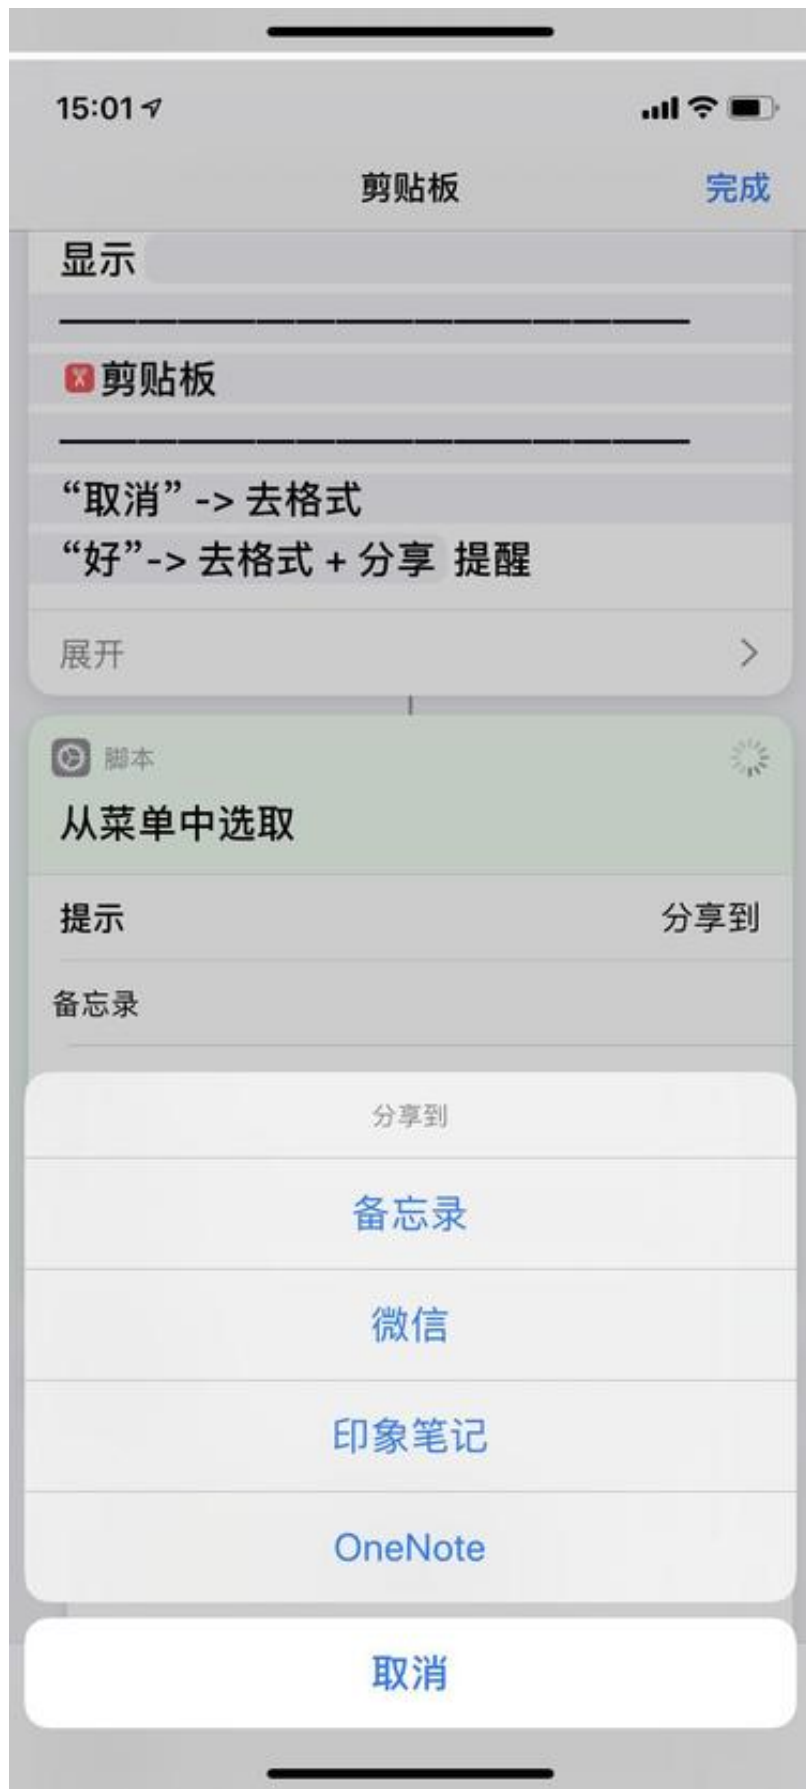 15:01
剪贴板 完成
显示
————————————————
剪贴板
————————————————
“取消” -> 去格式
“好”-> 去格式 + 分享 提醒
展开
脚本
从菜单中选取
提示 分享到
备忘录
分享到
备忘录
微信
印象笔记
OneNote
取消